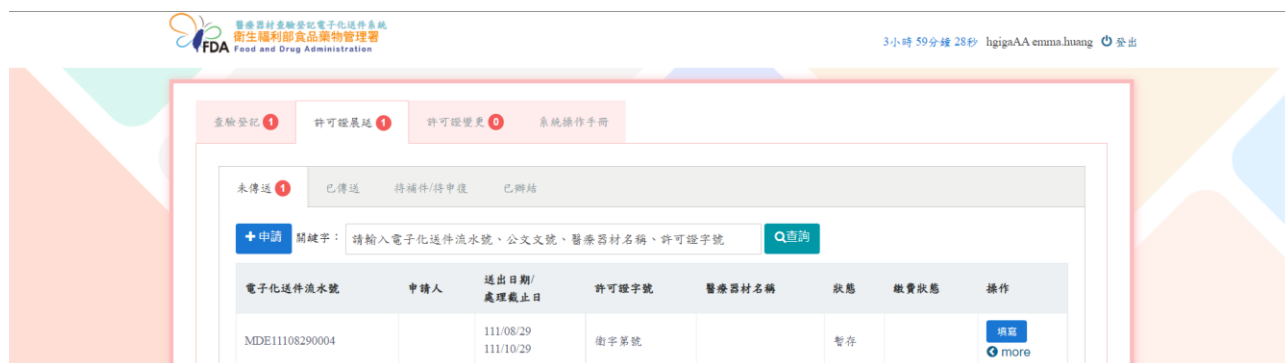 醫療器材查驗登記電子化送件系統
衛生福利部食品藥物管理署
FDA Food and Drug Administration
3小時 59分鐘 28秒 hgigaAA emma.huang 登出
查驗登記 1 許可證展延 1 許可證變更 0 系統操作手冊
未傳送 1 已傳送 待補件/待申復 已辦結
申請 關鍵字： 請輸入電子化送件流水號、公文文號、醫療器材名稱、許可證字號 查詢
電子化送件流水號 申請人 送出日期/ 許可證字號 醫療器材名稱 狀態 繳費狀態 操作
處理截止日
MDE11108290004 111/08/29 衛字第號 暫存 填寫
111/10/29 more